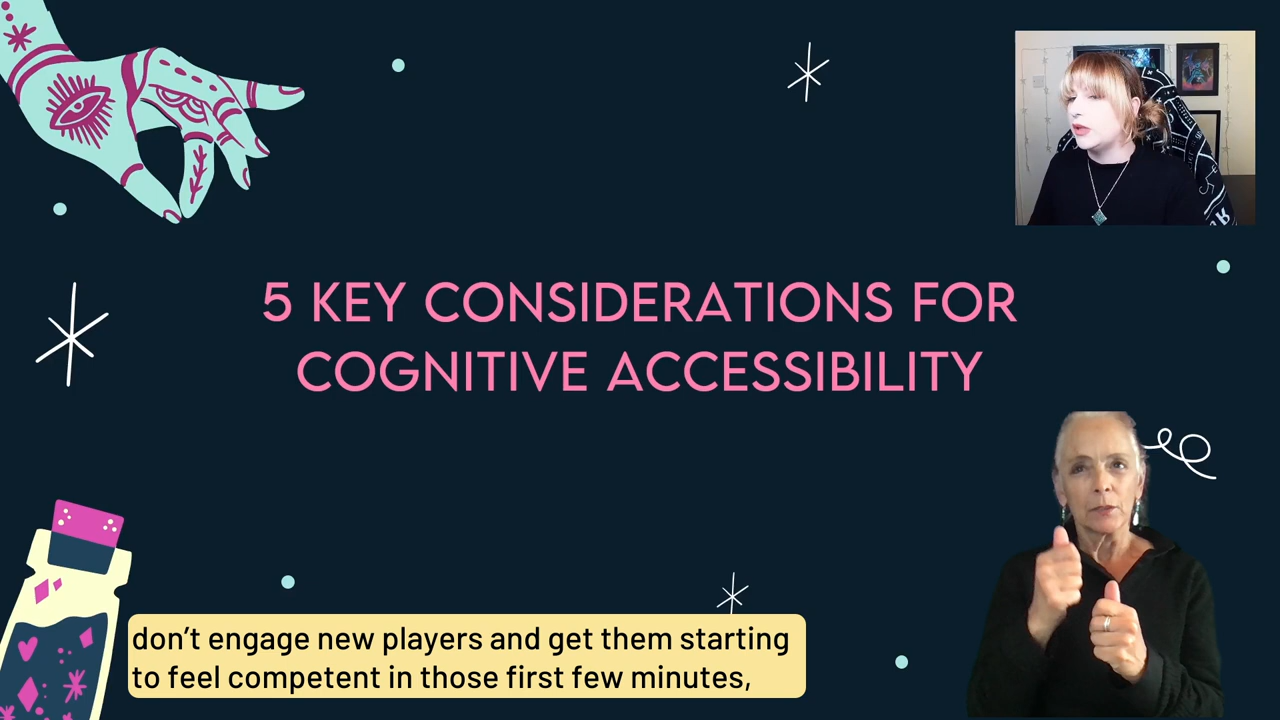 5 KEY CONSIDERATIONS FOR
COGNITIVE ACCESSIBILITY
don't engage new players and get them starting
to feel competent in those first few minutes,